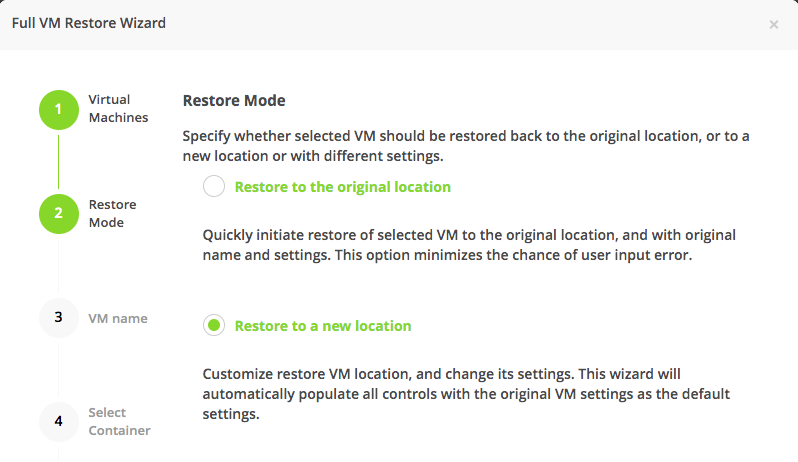 Full VM Restore Wizard
×
1
Virtual
Machines
2
Restore
Mode
3
VM name
4
Select
Container
Restore Mode
Specify whether selected VM should be restored back to the original location, or to a
new location or with different settings.
Restore to the original location
Quickly initiate restore of selected VM to the original location, and with original
name and settings. This option minimizes the chance of user input error.
Restore to a new location
Customize restore VM location, and change its settings. This wizard will
automatically populate all controls with the original VM settings as the default
settings.